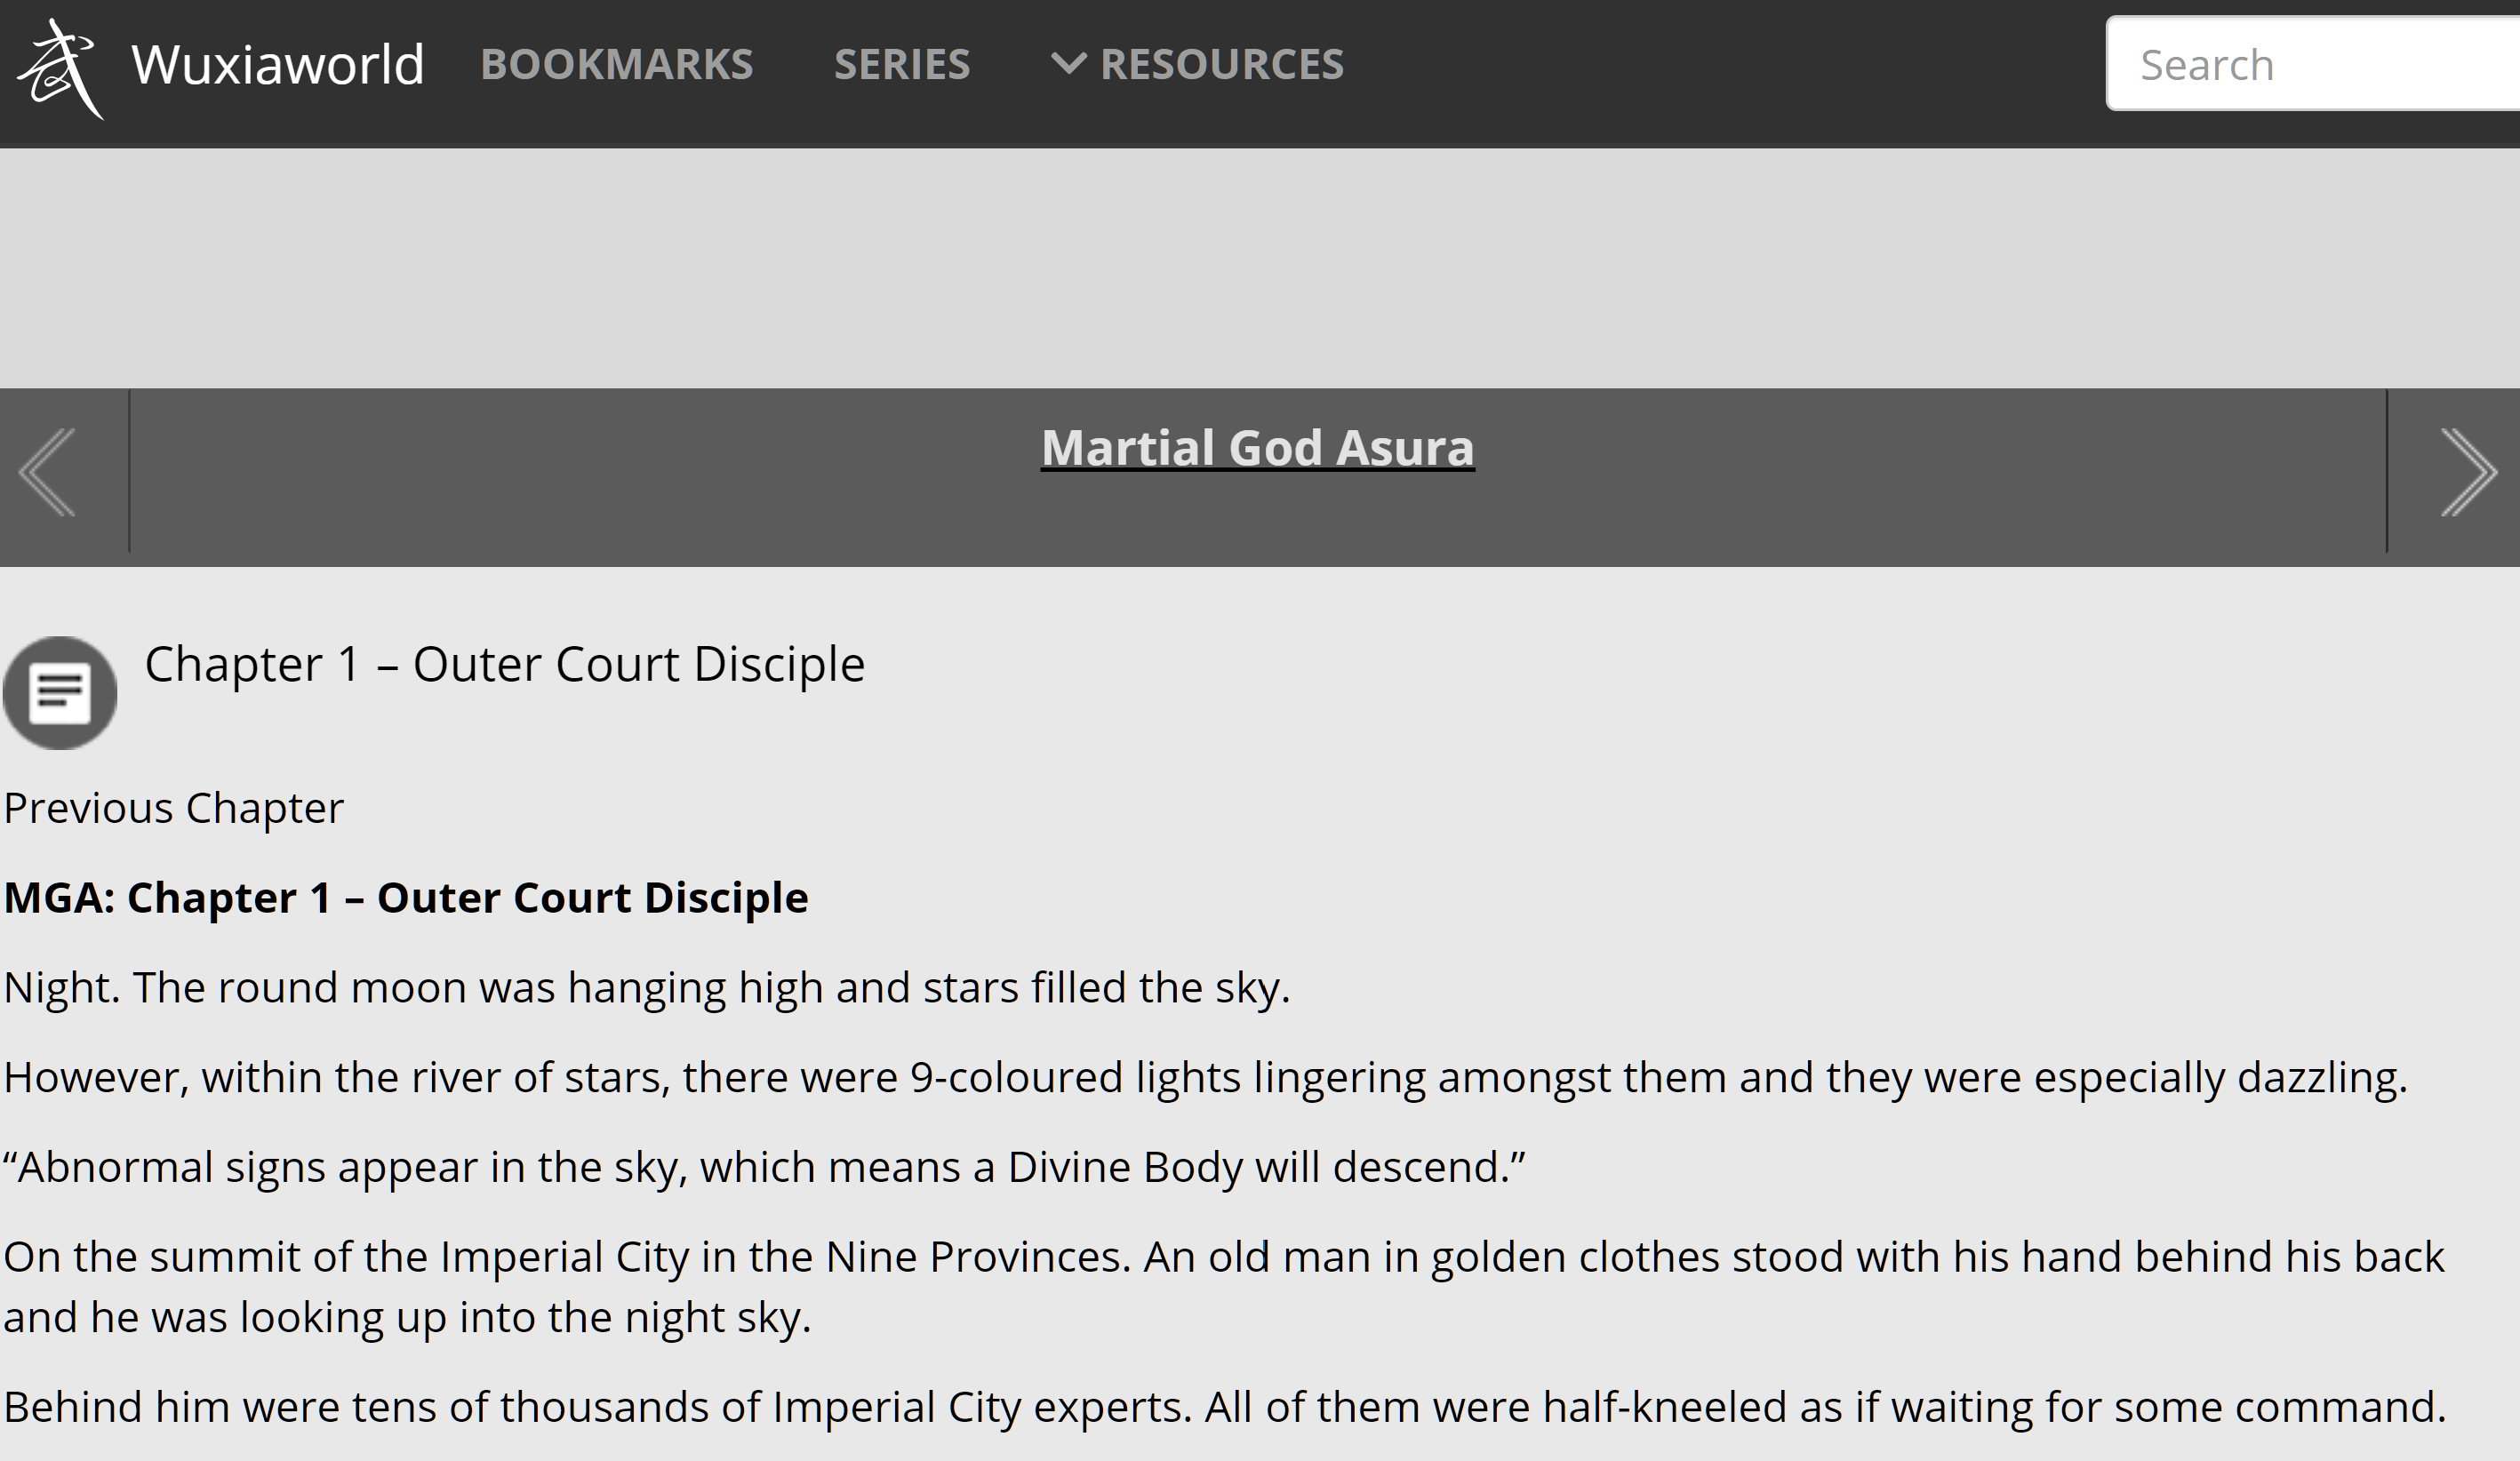 Wuxiaworld BOOKMARKS SERIES RESOURCES Search
Martial God Asura
Chapter 1 – Outer Court Disciple
Previous Chapter
MGA: Chapter 1 – Outer Court Disciple
Night. The round moon was hanging high and stars filled the sky.
However, within the river of stars, there were 9-coloured lights lingering amongst them and they were especially dazzling.
“Abnormal signs appear in the sky, which means a Divine Body will descend.”
On the summit of the Imperial City in the Nine Provinces. An old man in golden clothes stood with his hand behind his back
and he was looking up into the night sky.
Behind him were tens of thousands of Imperial City experts. All of them were half-kneeled as if waiting for some command.